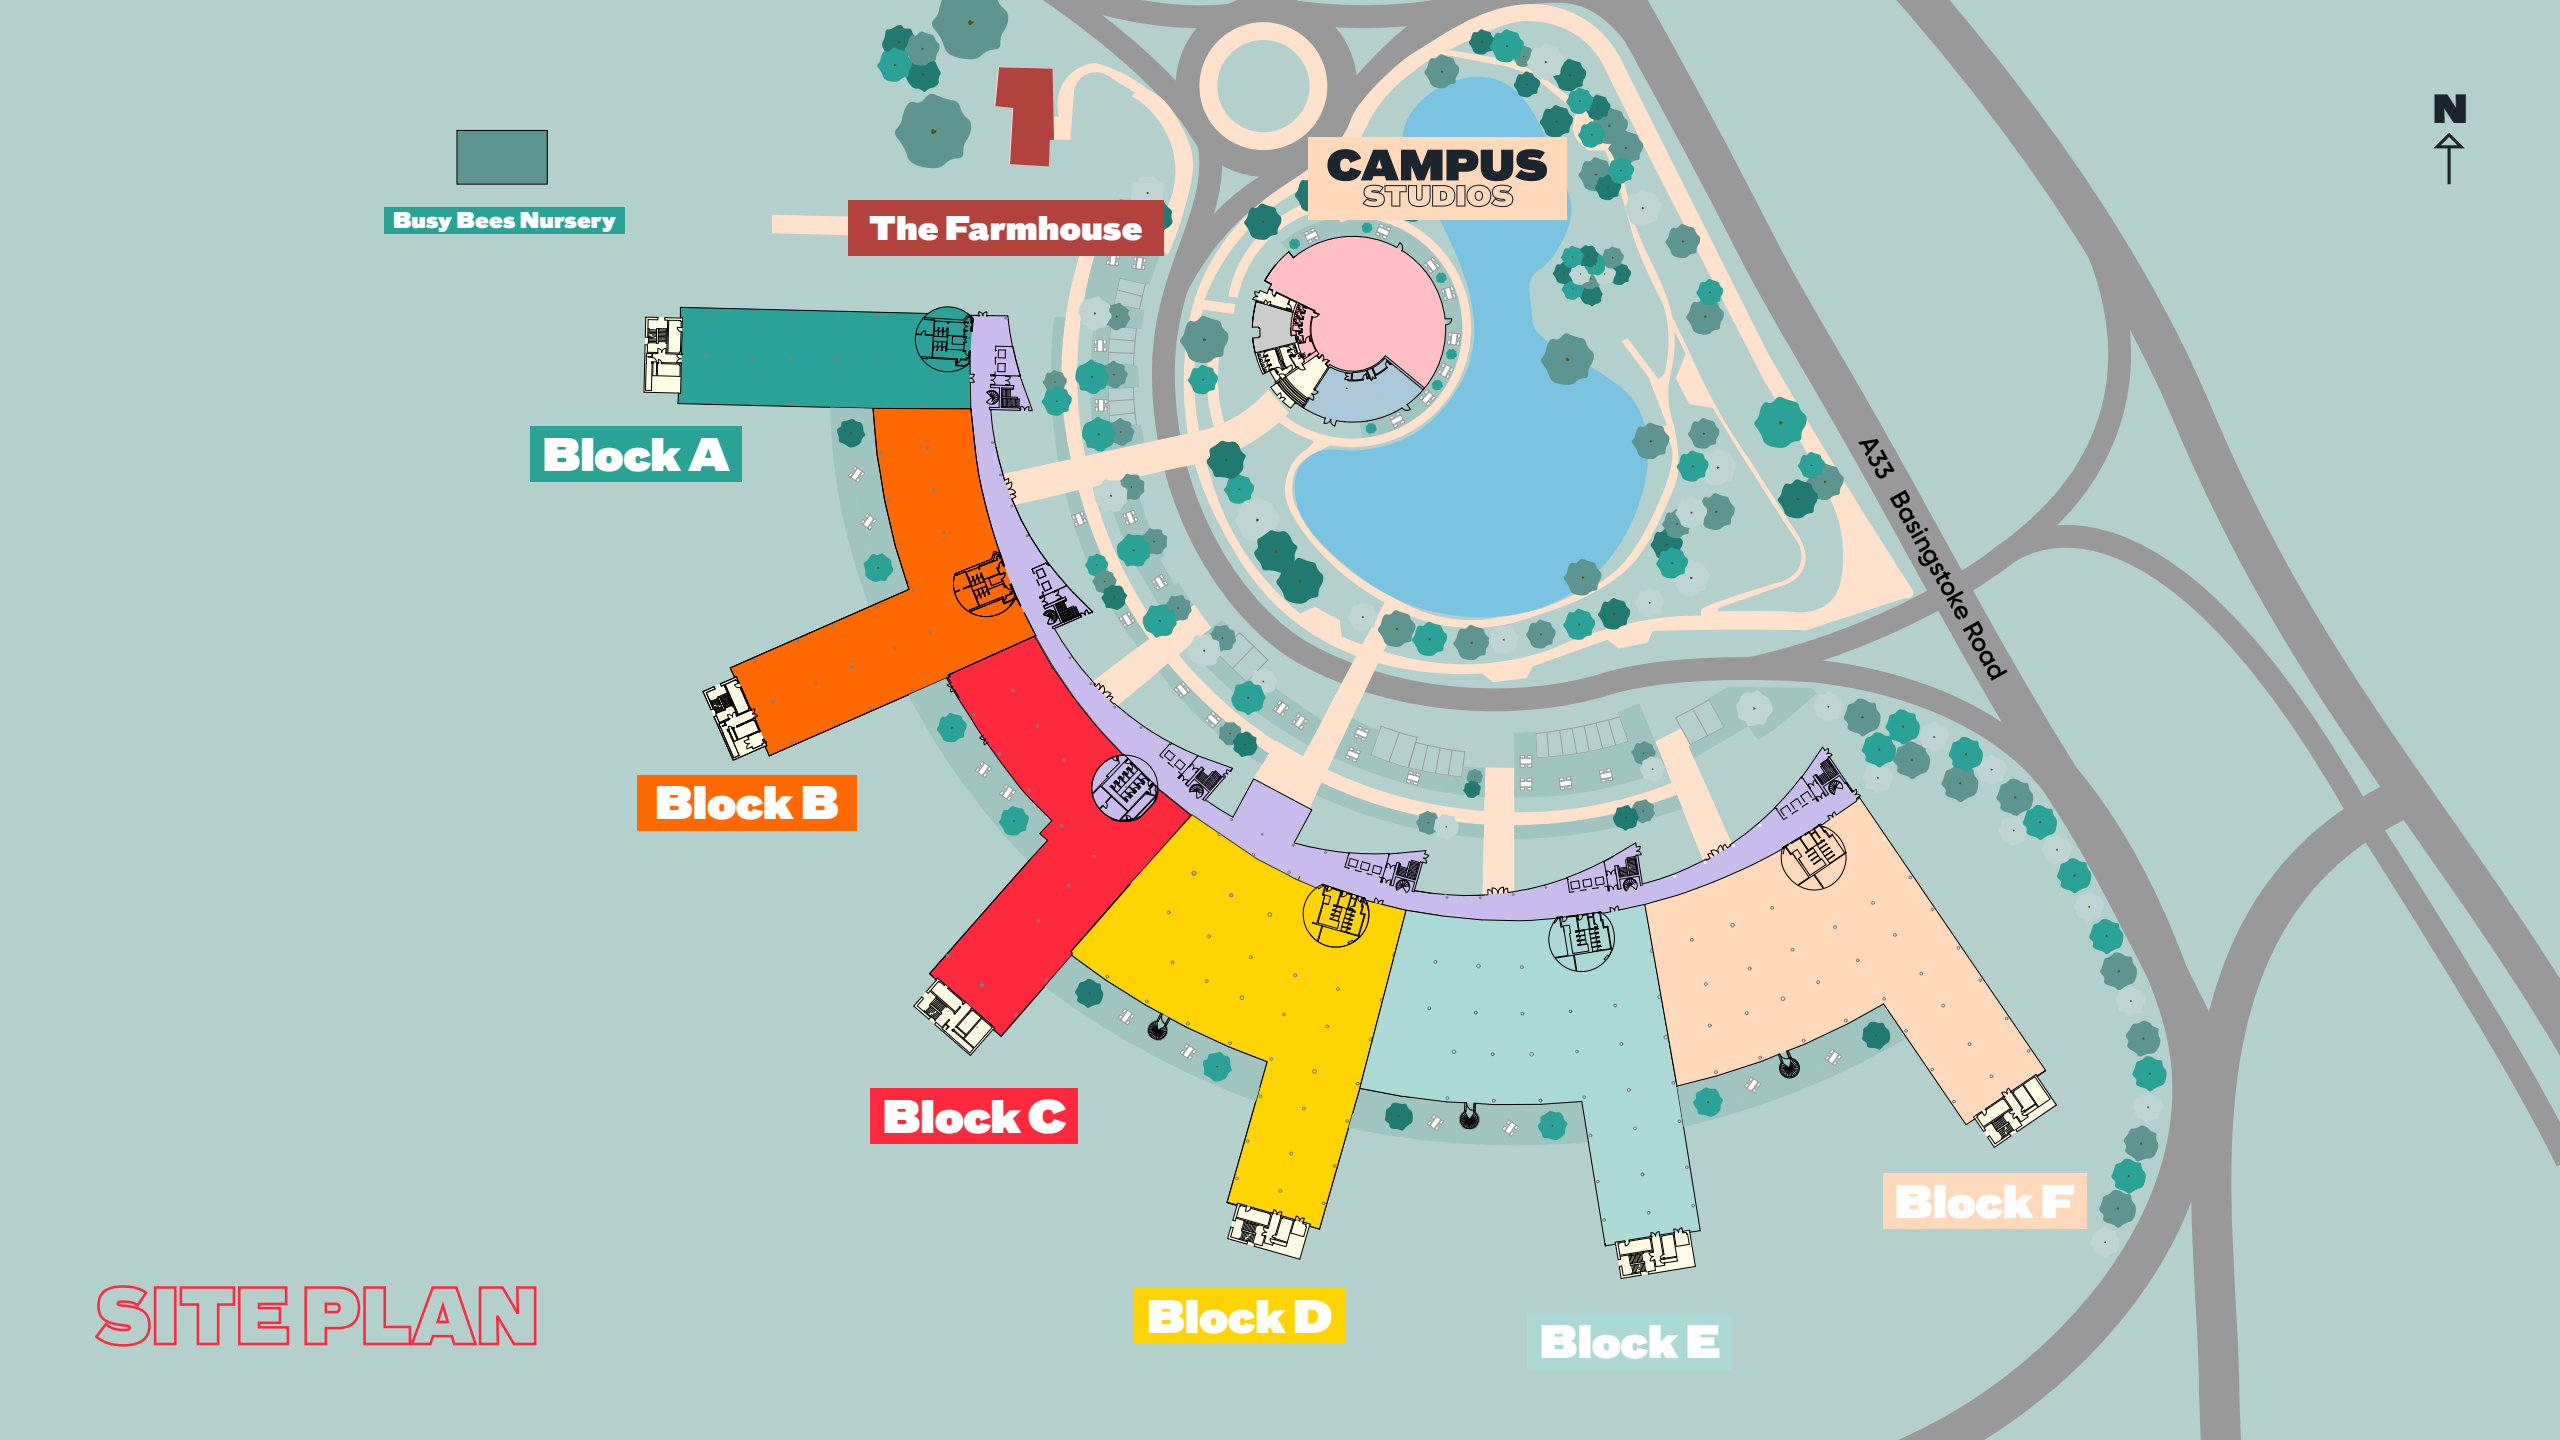 N
CAMPUS
STUDIOS
Busy Bees Nursery
The Farmhouse
Block A
A33 Basingstoke Road
Block B
Block C
Block F
SITE PLAN
Block D
Block E